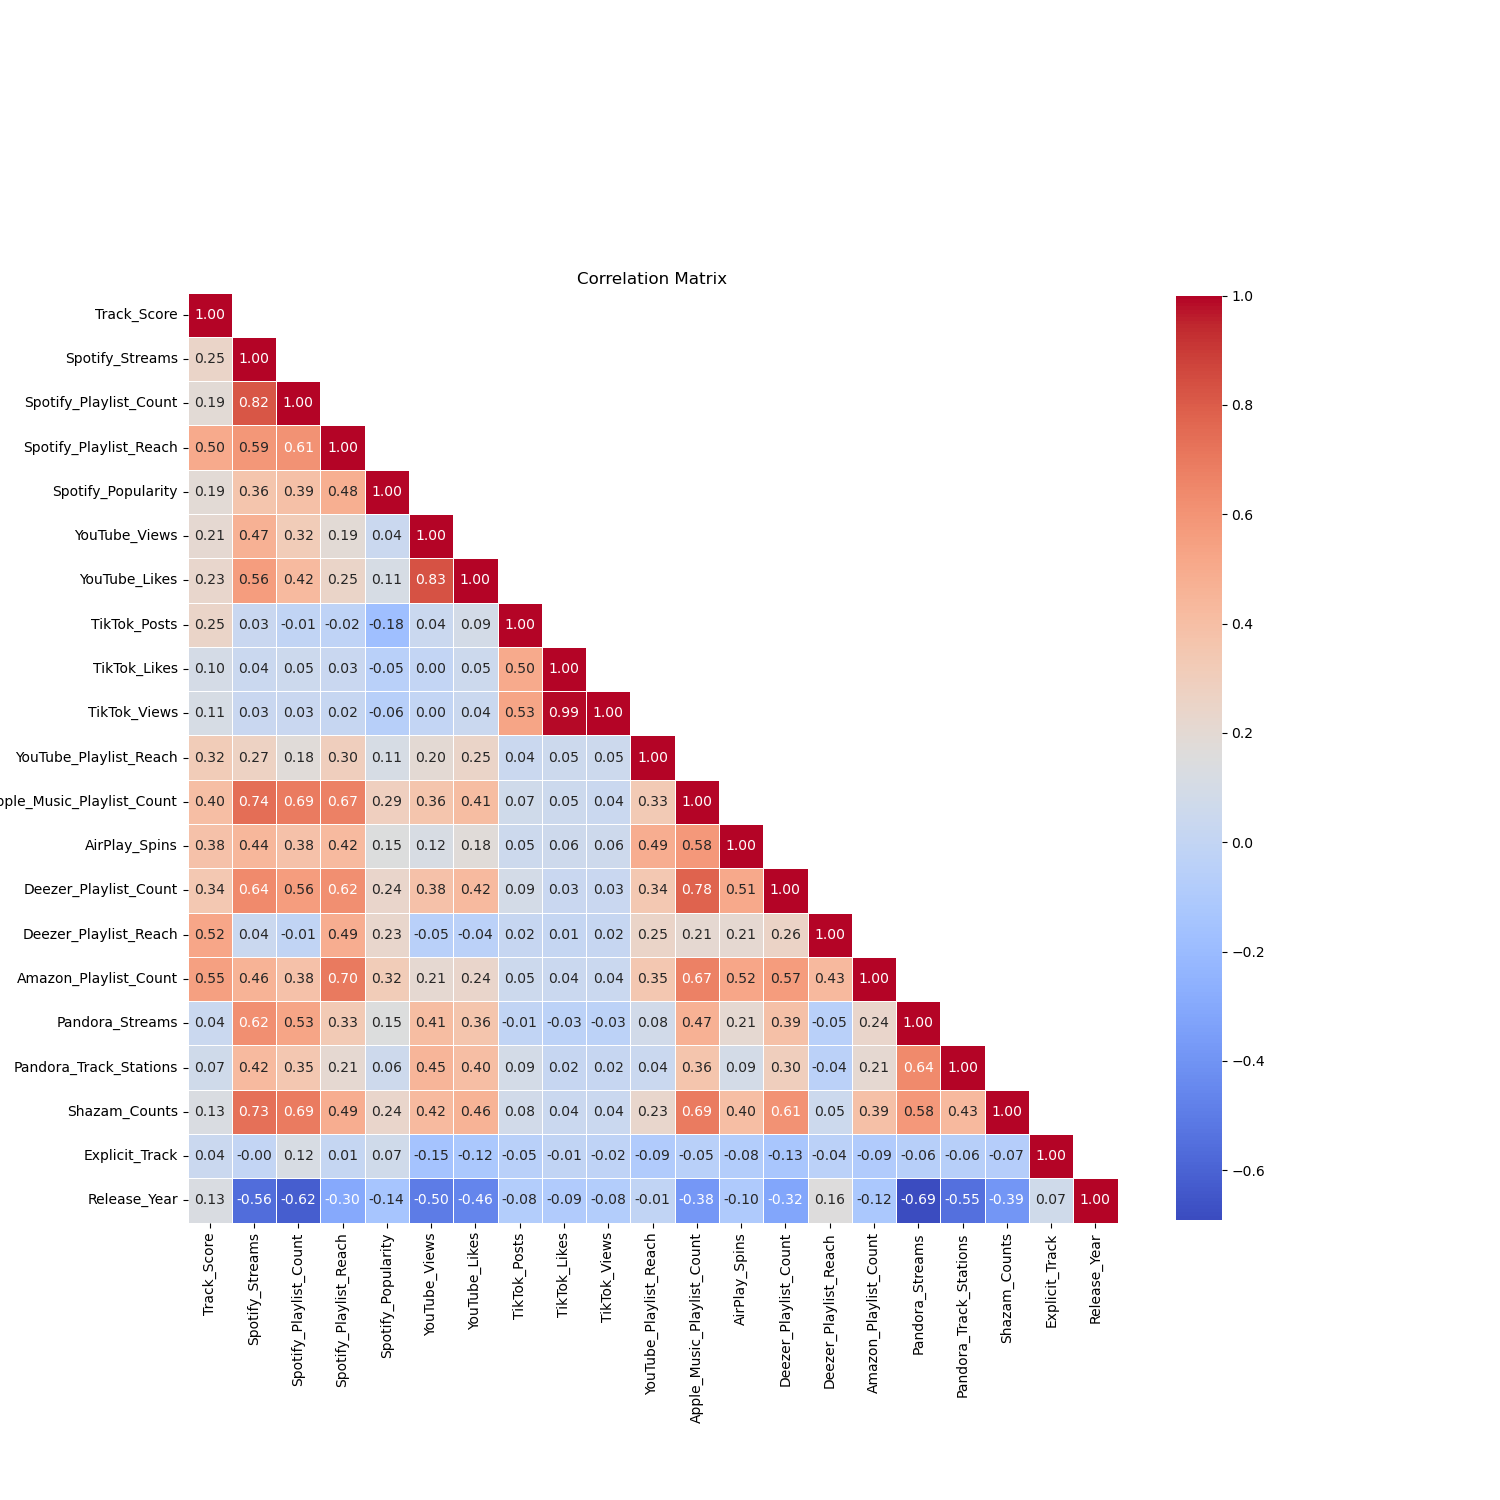 Correlation Matrix
Track_Score 1.00
Spotify_Streams 0.25 1.00
Spotify_Playlist_Count 0.19 0.82 1.00
Spotify_Playlist_Reach 0.50 0.59 0.61 1.00
Spotify_Popularity 0.19 0.36 0.39 0.48 1.00
YouTube_Views 0.21 0.47 0.32 0.19 0.04 1.00
YouTube_Likes 0.23 0.56 0.42 0.25 0.11 0.83 1.00
TikTok_Posts 0.25 0.03 -0.01 -0.02 -0.18 0.04 0.09 1.00
TikTok_Likes 0.10 0.04 0.05 0.03 -0.05 0.00 0.05 0.50 1.00
TikTok_Views 0.11 0.03 0.03 0.02 -0.06 0.00 0.04 0.53 0.99 1.00
YouTube_Playlist_Reach 0.32 0.27 0.18 0.30 0.11 0.20 0.25 0.04 0.05 0.05 1.00
pple_Music_Playlist_Count 0.40 0.74 0.69 0.67 0.29 0.36 0.41 0.07 0.05 0.04 0.33 1.00
AirPlay_Spins 0.38 0.44 0.38 0.42 0.15 0.12 0.18 0.05 0.06 0.06 0.49 0.58 1.00
Deezer_Playlist_Count 0.34 0.64 0.56 0.62 0.24 0.38 0.42 0.09 0.03 0.03 0.34 0.78 0.51 1.00
Deezer_Playlist_Reach 0.52 0.04 -0.01 0.49 0.23 -0.05 -0.04 0.02 0.01 0.02 0.25 0.21 0.21 0.26 1.00
Amazon_Playlist_Count 0.55 0.46 0.38 0.70 0.32 0.21 0.24 0.05 0.04 0.04 0.35 0.67 0.52 0.57 0.43 1.00
Pandora_Streams 0.04 0.62 0.53 0.33 0.15 0.41 0.36 -0.01 -0.03 -0.03 0.08 0.47 0.21 0.39 -0.05 0.24 1.00
Pandora_Track_Stations 0.07 0.42 0.35 0.21 0.06 0.45 0.40 0.09 0.02 0.02 0.04 0.36 0.09 0.30 -0.04 0.21 0.64 1.00
Shazam_Counts 0.13 0.73 0.69 0.49 0.24 0.42 0.46 0.08 0.04 0.04 0.23 0.69 0.40 0.61 0.05 0.39 0.58 0.43 1.00
Explicit_Track 0.04 -0.00 0.12 0.01 0.07 -0.15 -0.12 -0.05 -0.01 -0.02 -0.09 -0.05 -0.08 -0.13 -0.04 -0.09 -0.06 -0.06 -0.07 1.00
Release_Year 0.13 -0.56 -0.62 -0.30 -0.14 -0.50 -0.46 -0.08 -0.09 -0.08 -0.01 -0.38 -0.10 -0.32 0.16 -0.12 -0.69 -0.55 -0.39 0.07 1.00
Track_Score
Spotify_Streams
Spotify_Playlist_Count
Spotify_Playlist_Reach
Spotify_Popularity
YouTube_Views
YouTube_Likes
TikTok_Posts
TikTok_Likes
TikTok_Views
YouTube_Playlist_Reach
Apple_Music_Playlist_Count
AirPlay_Spins
Deezer_Playlist_Count
Deezer_Playlist_Reach
Amazon_Playlist_Count
Pandora_Streams
Pandora_Track_Stations
Shazam_Counts
Explicit_Track
Release_Year
1.0
0.8
0.6
0.4
0.2
0.0
−0.2
−0.4
−0.6